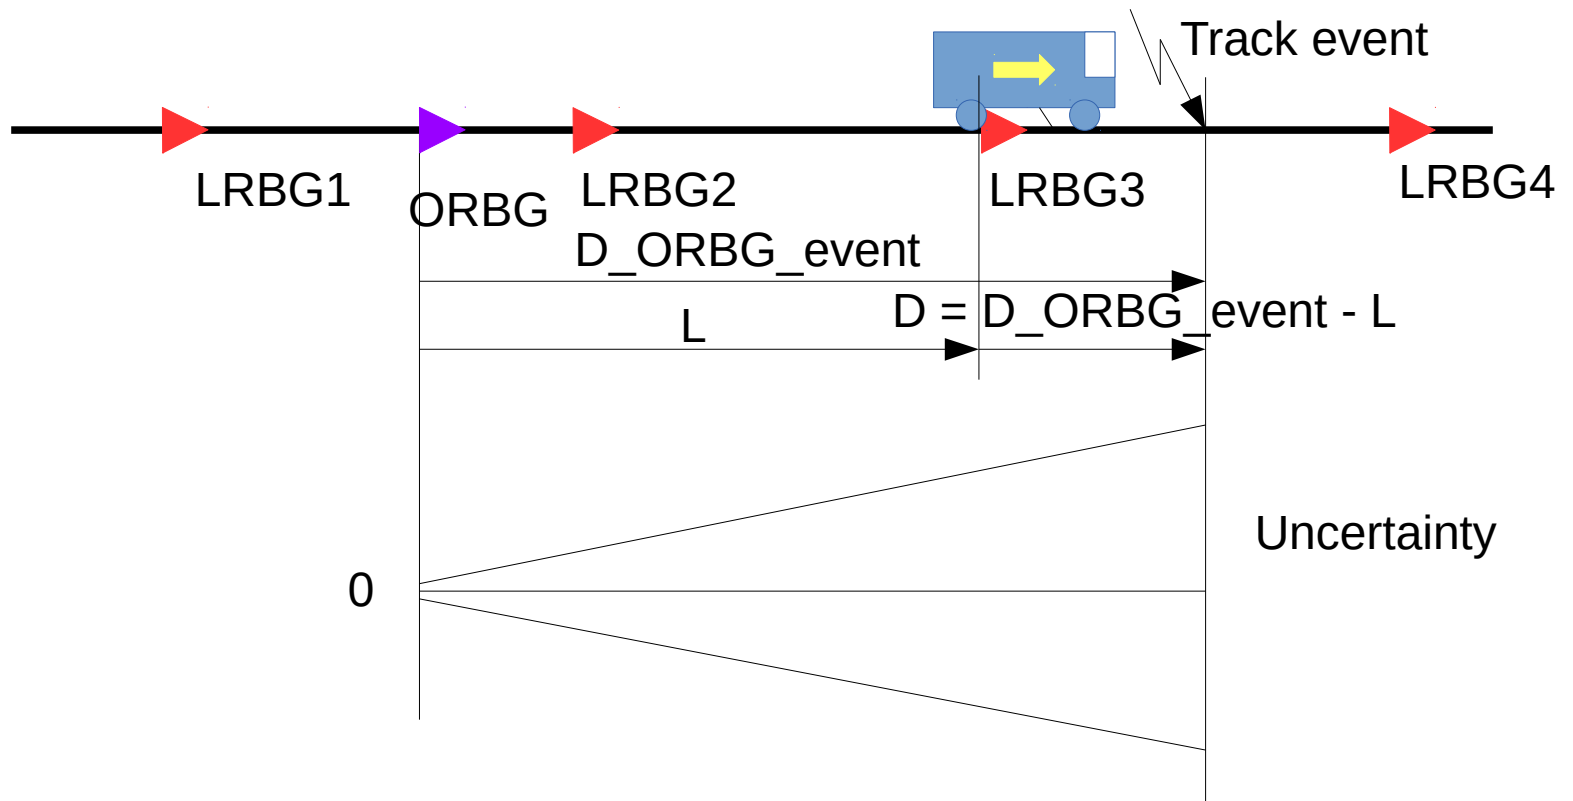 Track event
LRBG1
ORBG
LRBG2
LRBG3
LRBG4
D_ORBG_event
L
D = D_ORBG_event - L
Uncertainty
0